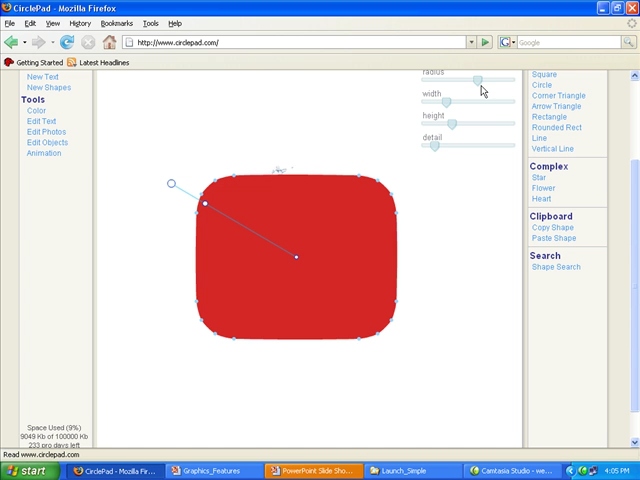 CirclePad - Mozilla Firefox
File Edit View History Bookmarks Tools Help
http://www.circlepad.com/
Google
Getting Started Latest Headlines
New Text
New Shapes
Tools
Color
Edit Text
Edit Photos
Edit Objects
Animation
Space Used (9%)
9049 Kb of 100000 Kb
233 pro days left
radius
width
height
detail
Square
Circle
Corner Triangle
Arrow Triangle
Rectangle
Rounded Rect
Line
Vertical Line
Complex
Star
Flower
Heart
Clipboard
Copy Shape
Paste Shape
Search
Shape Search
Read www.circlepad.com
start
CirclePad - Mozilla Fir...
Graphics_Features
PowerPoint Slide Sho...
Launch_Simple
Camtasia Studio - we...
4:05 PM